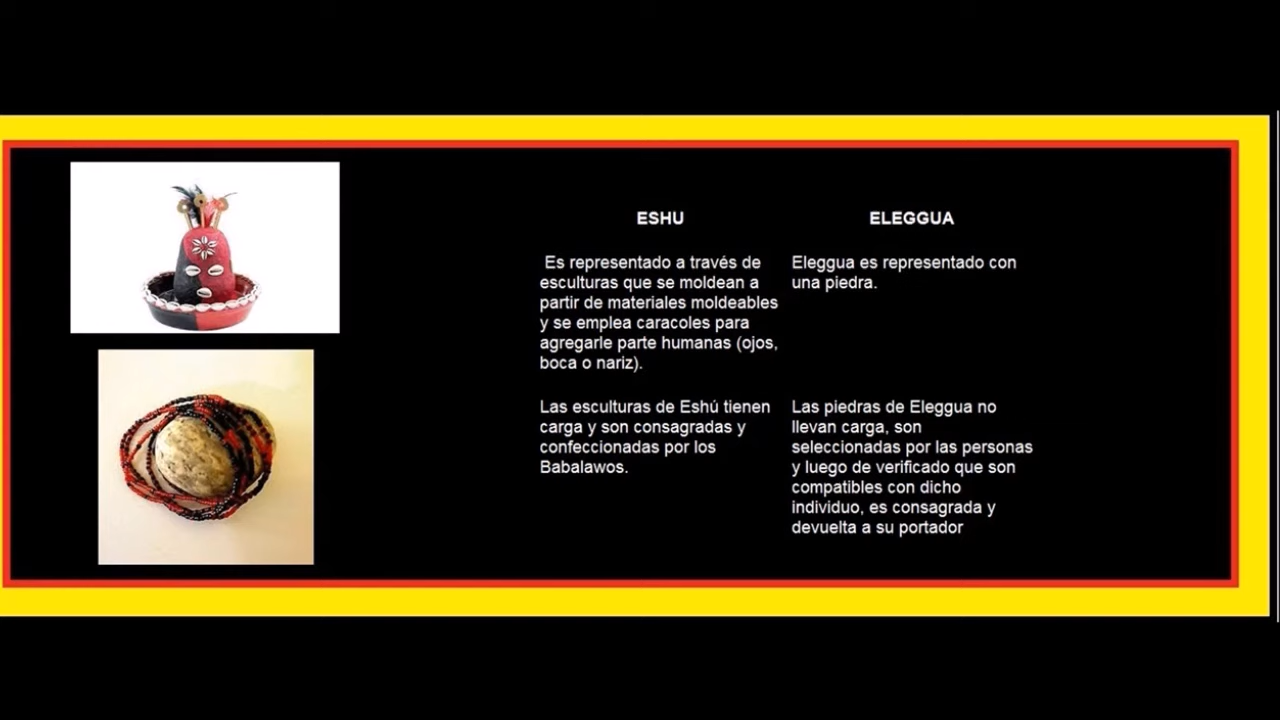 ESHU
Es representado a través de
esculturas que se moldean a
partir de materiales moldeables
y se emplea caracoles para
agregarle parte humanas (ojos,
boca o nariz).
Las esculturas de Eshú tienen
carga y son consagradas y
confeccionadas por los
Babalawos.
ELEGGUA
Eleggua es representado con
una piedra.
Las piedras de Eleggua no
llevan carga, son
seleccionadas por las personas
y luego de verificado que son
compatibles con dicho
individuo, es consagrada y
devuelta a su portador